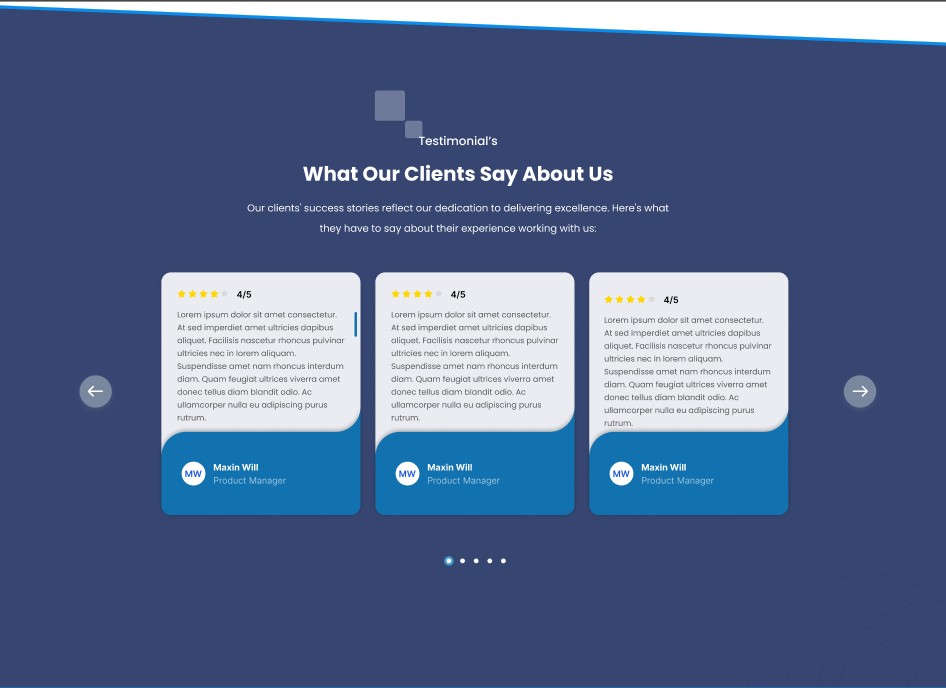 Testimonial's
What Our Clients Say About Us
Our clients' success stories reflect our dedication to delivering excellence. Here's what
they have to say about their experience working with us:
4/5
Lorem ipsum dolor sit amet consectetur.
At sed imperdiet amet ultricies dapibus
aliquet. Facilisis nascetur rhoncus pulvinar
ultricies nec in lorem aliquam.
Suspendisse amet nam rhoncus interdum
diam. Quam feugiat ultrices viverra amet
donec tellus diam blandit odio. Ac
ullamcorper nulla eu adipiscing purus
rutrum.
MW
Maxin Will
Product Manager
4/5
Lorem ipsum dolor sit amet consectetur.
At sed imperdiet amet ultricies dapibus
aliquet. Facilisis nascetur rhoncus pulvinar
ultricies nec in lorem aliquam.
Suspendisse amet nam rhoncus interdum
diam. Quam feugiat ultrices viverra amet
donec tellus diam blandit odio. Ac
ullamcorper nulla eu adipiscing purus
rutrum.
MW
Maxin Will
Product Manager
4/5
Lorem ipsum dolor sit amet consectetur.
At sed imperdiet amet ultricies dapibus
aliquet. Facilisis nascetur rhoncus pulvinar
ultricies nec in lorem aliquam.
Suspendisse amet nam rhoncus interdum
diam. Quam feugiat ultrices viverra amet
donec tellus diam blandit odio. Ac
ullamcorper nulla eu adipiscing purus
rutrum.
MW
Maxin Will
Product Manager